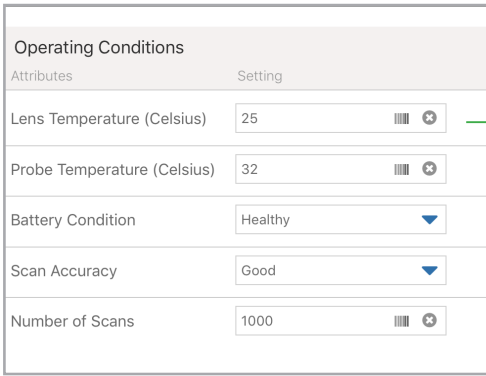 Operating Conditions
Attributes Setting
Lens Temperature (Celsius) 25
Probe Temperature (Celsius) 32
Battery Condition Healthy
Scan Accuracy Good
Number of Scans 1000